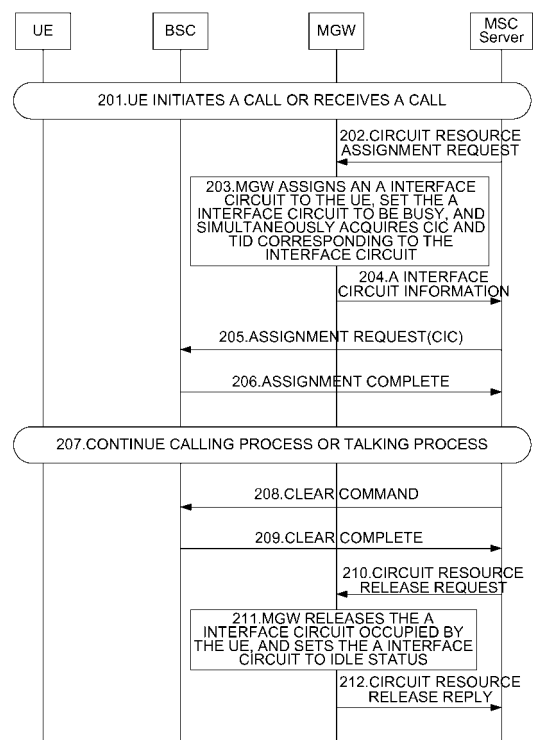 UE
BSC
MGW
MSC
Server
201.UE INITIATES A CALL OR RECEIVES A CALL
202.CIRCUIT RESOURCE
ASSIGNMENT REQUEST
203.MGW ASSIGNS AN A INTERFACE
CIRCUIT TO THE UE, SET THE A
INTERFACE CIRCUIT TO BE BUSY, AND
SIMULTANEOUSLY ACQUIRES CIC AND
TID CORRESPONDING TO THE
INTERFACE CIRCUIT
204.A INTERFACE
CIRCUIT INFORMATION
205.ASSIGNMENT REQUEST(CIC)
206.ASSIGNMENT COMPLETE
207.CONTINUE CALLING PROCESS OR TALKING PROCESS
208.CLEAR COMMAND
209.CLEAR COMPLETE
210.CIRCUIT RESOURCE
RELEASE REQUEST
211.MGW RELEASES THE A
INTERFACE CIRCUIT OCCUPIED BY
THE UE, AND SETS THE A INTERFACE
CIRCUIT TO IDLE STATUS
212.CIRCUIT RESOURCE
RELEASE REPLY